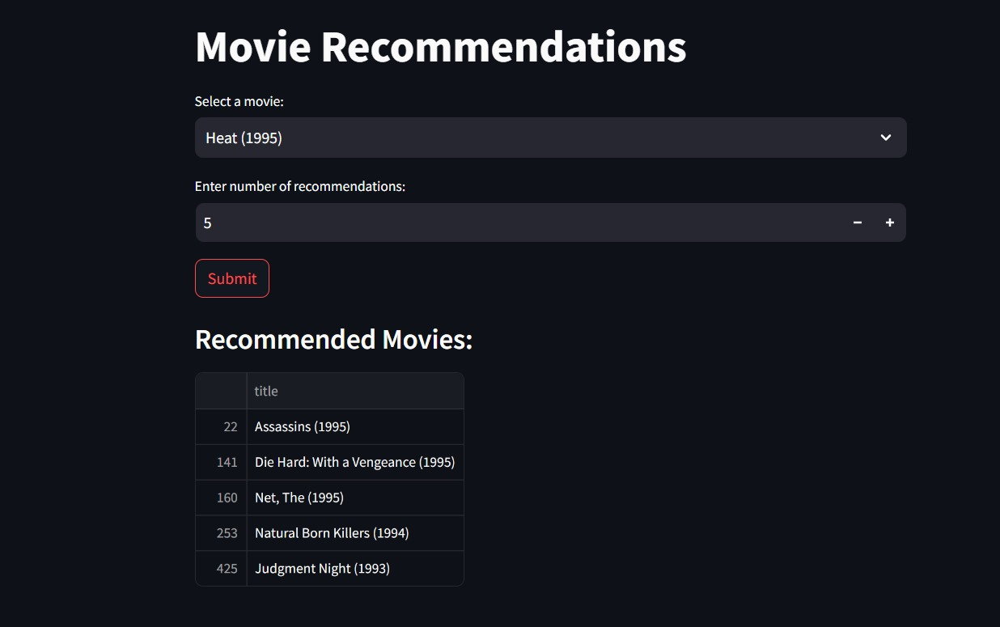 Movie Recommendations
Select a movie:
Heat (1995)
Enter number of recommendations:
5 − +
Submit
Recommended Movies:
title
22 Assassins (1995)
141 Die Hard: With a Vengeance (1995)
160 Net, The (1995)
253 Natural Born Killers (1994)
425 Judgment Night (1993)